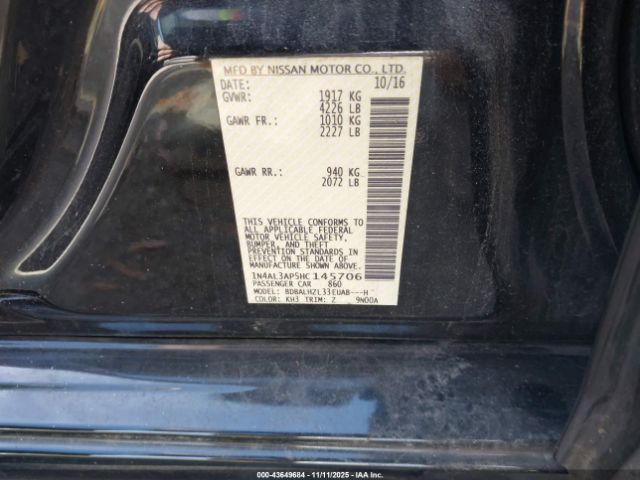 MFD BY NISSAN MOTOR CO., LTD.
DATE: 10/16
GVWR: 1917 KG
4226 LB
GAWR FR.: 1010 KG
2227 LB
GAWR RR.: 940 KG
2072 LB
THIS VEHICLE CONFORMS TO
ALL APPLICABLE FEDERAL
MOTOR VEHICLE SAFETY,
BUMPER, AND THEFT
PREVENTION STANDARDS IN
EFFECT ON THE DATE OF
MANUFACTURE SHOWN ABOVE.
1N4AL3AP5HC145706
PASSENGER CAR 860
MODEL: BDBALHZL33EUAB---H
COLOR: KH3 TRIM: Z 9N00A
000-43649684 - 11/11/2025 - IAA Inc.